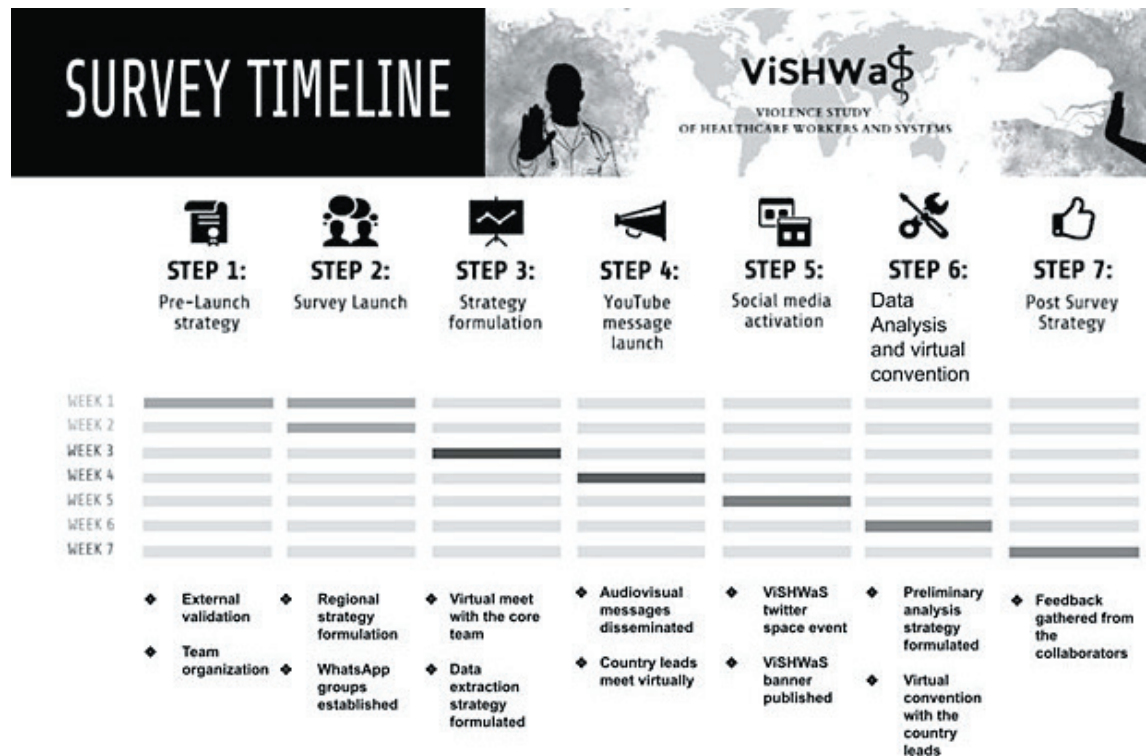 SURVEY TIMELINE
ViSHWaS
VIOLENCE STUDY
OF HEALTHCARE WORKERS AND SYSTEMS
STEP 1:
Pre-Launch
strategy
STEP 2:
Survey Launch
STEP 3:
Strategy
formulation
STEP 4:
YouTube
message
launch
STEP 5:
Social media
activation
STEP 6:
Data
Analysis
and virtual
convention
STEP 7:
Post Survey
Strategy
WEEK 1
WEEK 2
WEEK 3
WEEK 4
WEEK 5
WEEK 6
WEEK 7
❖ External
validation
❖ Team
organization
❖ Regional
strategy
formulation
❖ WhatsApp
groups
established
❖ Virtual meet
with the core
team
❖ Data
extraction
strategy
formulated
❖ Audiovisual
messages
disseminated
❖ Country leads
meet virtually
❖ ViSHWaS
twitter
space event
❖ ViSHWaS
banner
published
❖ Preliminary
analysis
strategy
formulated
❖ Virtual
convention
with the
country
leads
❖ Feedback
gathered from
the
collaborators